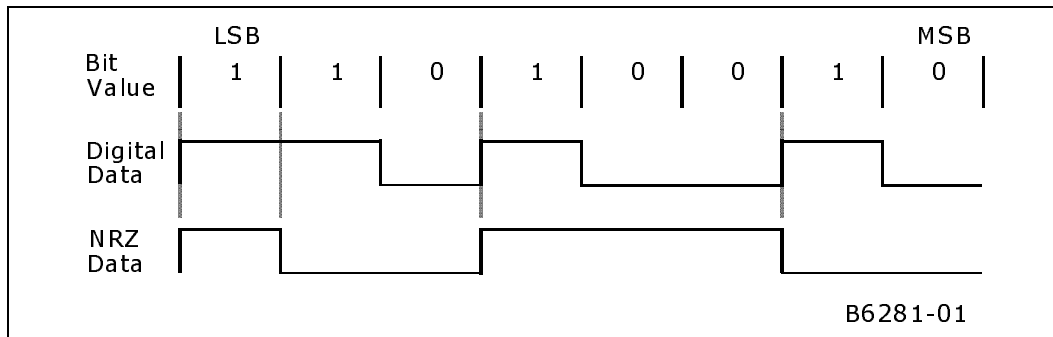 LSB MSB
Bit
Value 1 1 0 1 0 0 1 0
Digital
Data
NRZ
Data
B6281-01